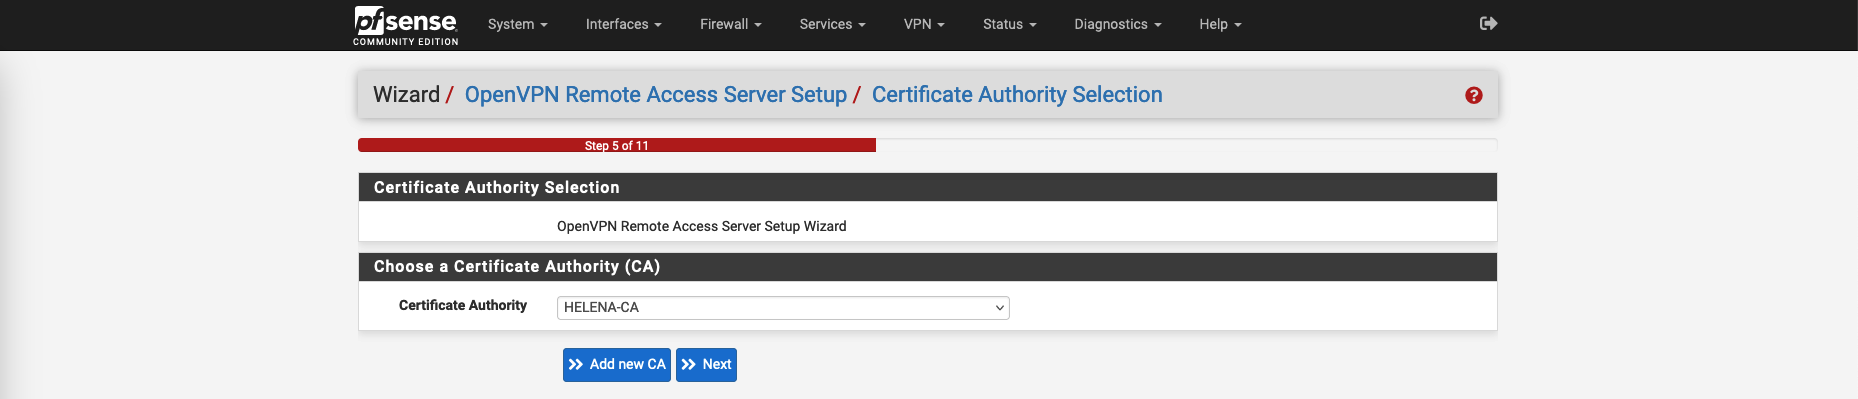 pfsense
COMMUNITY EDITION
System Interfaces Firewall Services VPN Status Diagnostics Help
Wizard / OpenVPN Remote Access Server Setup / Certificate Authority Selection
Step 5 of 11
Certificate Authority Selection
OpenVPN Remote Access Server Setup Wizard
Choose a Certificate Authority (CA)
Certificate Authority HELENA-CA
Add new CA Next